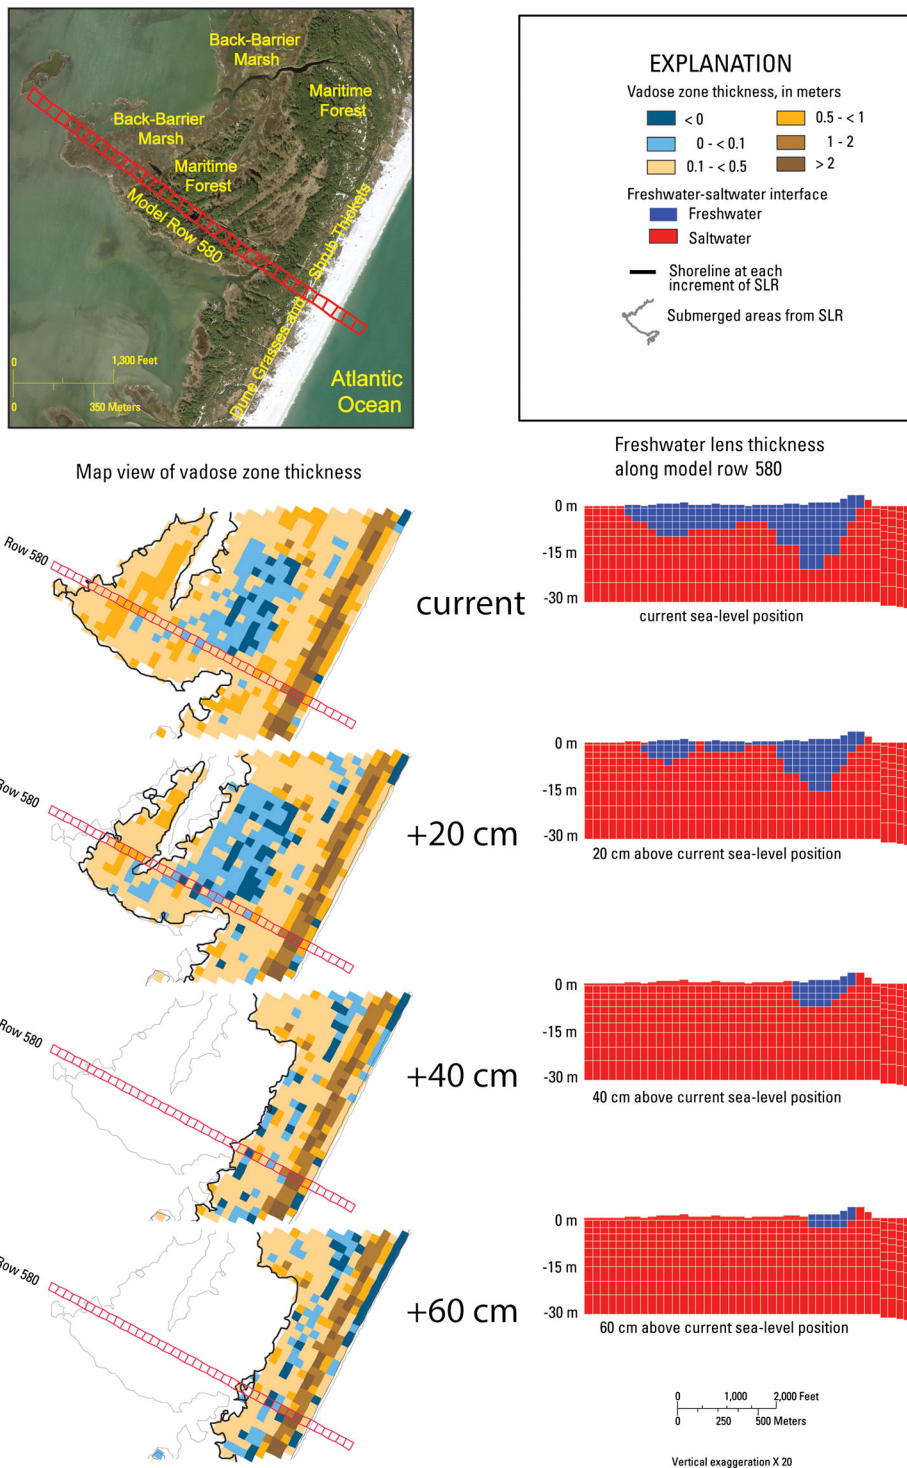 Back-Barrier
Marsh
Maritime
Forest
Back-Barrier
Marsh
Maritime
Forest
Model Row 580
Dune Grasses and Shrub Thickets
0
1,300 Feet
0
350 Meters
Atlantic
Ocean
EXPLANATION
Vadose zone thickness, in meters
< 0
0 - < 0.1
0.1 - < 0.5
0.5 - < 1
1 - 2
> 2
Freshwater-saltwater interface
Freshwater
Saltwater
Shoreline at each
increment of SLR
Submerged areas from SLR
Map view of vadose zone thickness
Freshwater lens thickness
along model row 580
Row 580
current
0 m
-15 m
-30 m
current sea-level position
Row 580
+20 cm
0 m
-15 m
-30 m
20 cm above current sea-level position
Row 580
+40 cm
0 m
-15 m
-30 m
40 cm above current sea-level position
Row 580
+60 cm
0 m
-15 m
-30 m
60 cm above current sea-level position
0 1,000 2,000 Feet
0 250 500 Meters
Vertical exaggeration X 20